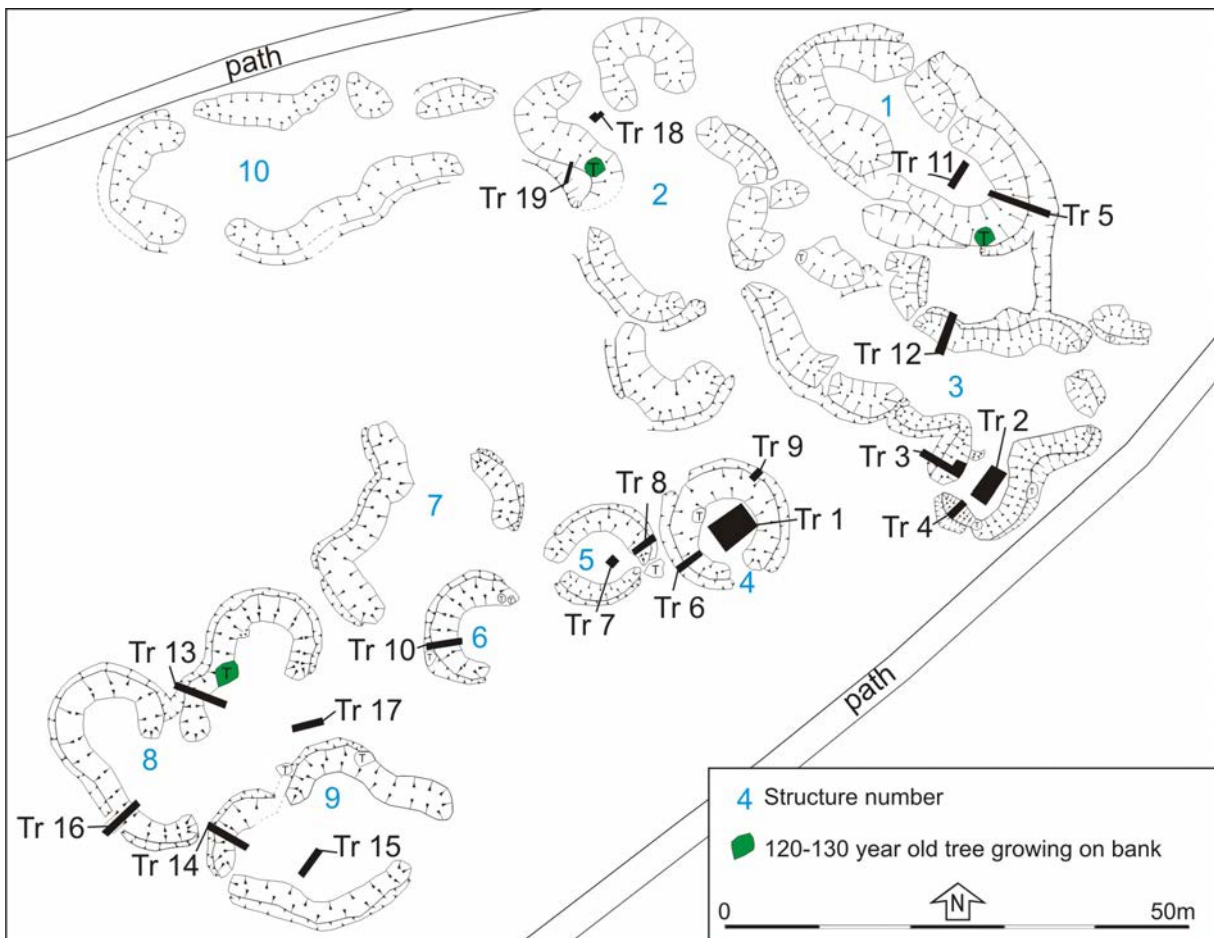 path
1
Tr 18
10
Tr 11
T
Tr 19
2
Tr 5
T
T
T
Tr 12
3
Tr 2
Tr 9
Tr 3
7
Tr 8
T
Tr 4
T
T
Tr 1
5
T
Tr 7
4
Tr 6
T T
Tr 10
6
T
Tr 13
T
path
Tr 17
8
T
T
9
Tr 16
Tr 14
Tr 15
4 Structure number
T 120-130 year old tree growing on bank
N
0 50m